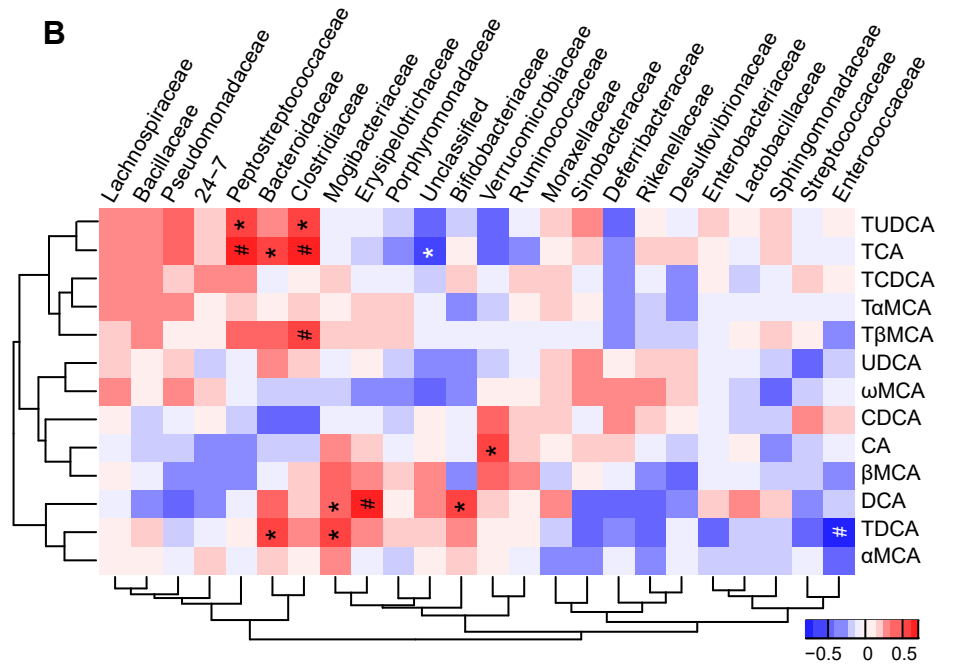 B
Lachnospiraceae
Bacillaceae
Pseudomonadaceae
24−7
Peptostreptococcaceae
Bacteroidaceae
Clostridiaceae
Mogibacteriaceae
Erysipelotrichaceae
Porphyromonadaceae
Unclassified
Bifidobacteriaceae
Verrucomicrobiaceae
Ruminococcaceae
Moraxellaceae
Sinobacteraceae
Deferribacteraceae
Rikenellaceae
Desulfovibrionaceae
Enterobacteriaceae
Lactobacillaceae
Sphingomonadaceae
Streptococcaceae
Enterococcaceae
* * TUDCA
# * # * TCA
TCDCA
TαMCA
# TβMCA
UDCA
ωMCA
CDCA
* CA
βMCA
* # * DCA
* * # TDCA
αMCA
−0.5 0 0.5